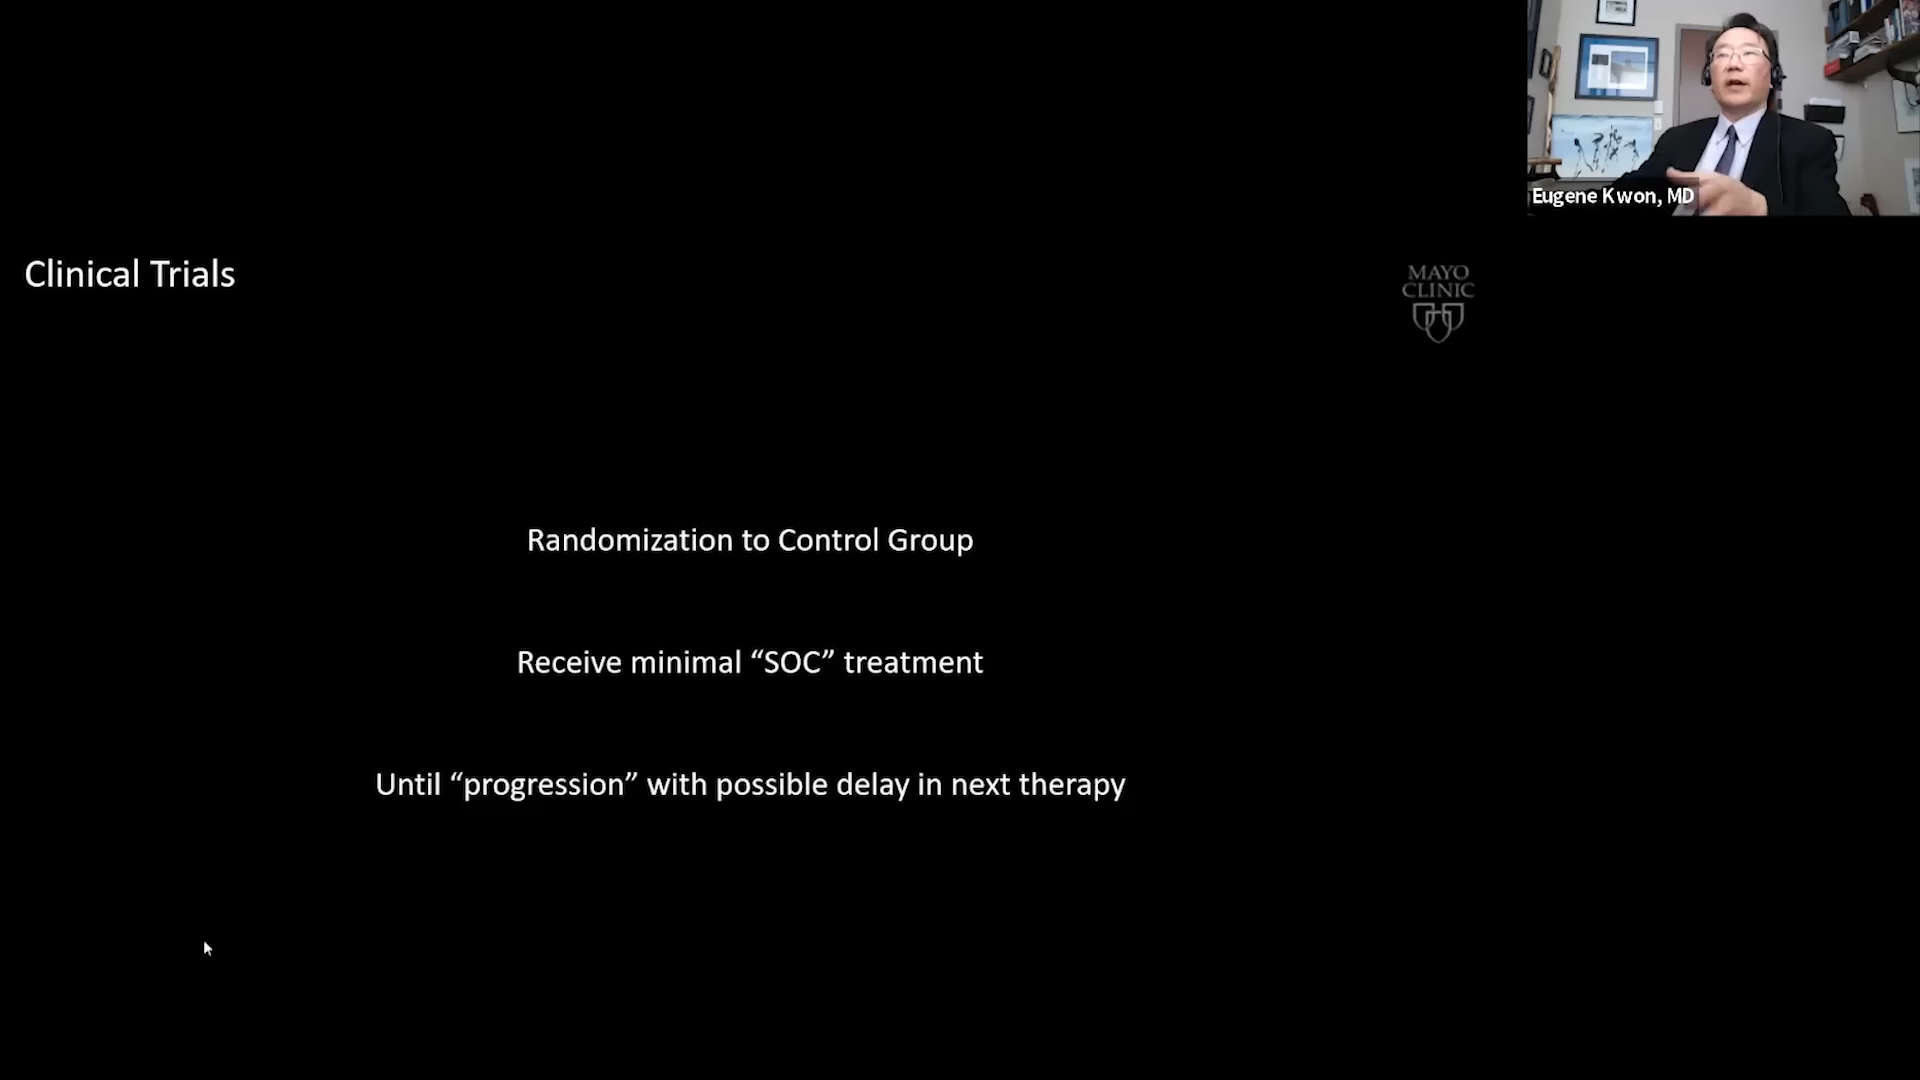 Eugene Kwon, MD
Clinical Trials
MAYO
CLINIC
Randomization to Control Group
Receive minimal “SOC” treatment
Until “progression” with possible delay in next therapy